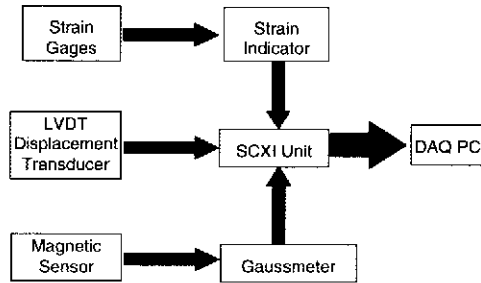 Strain
Gages
Strain
Indicator
LVDT
Displacement
Transducer
SCXI Unit
DAQ PC
Magnetic
Sensor
Gaussmeter